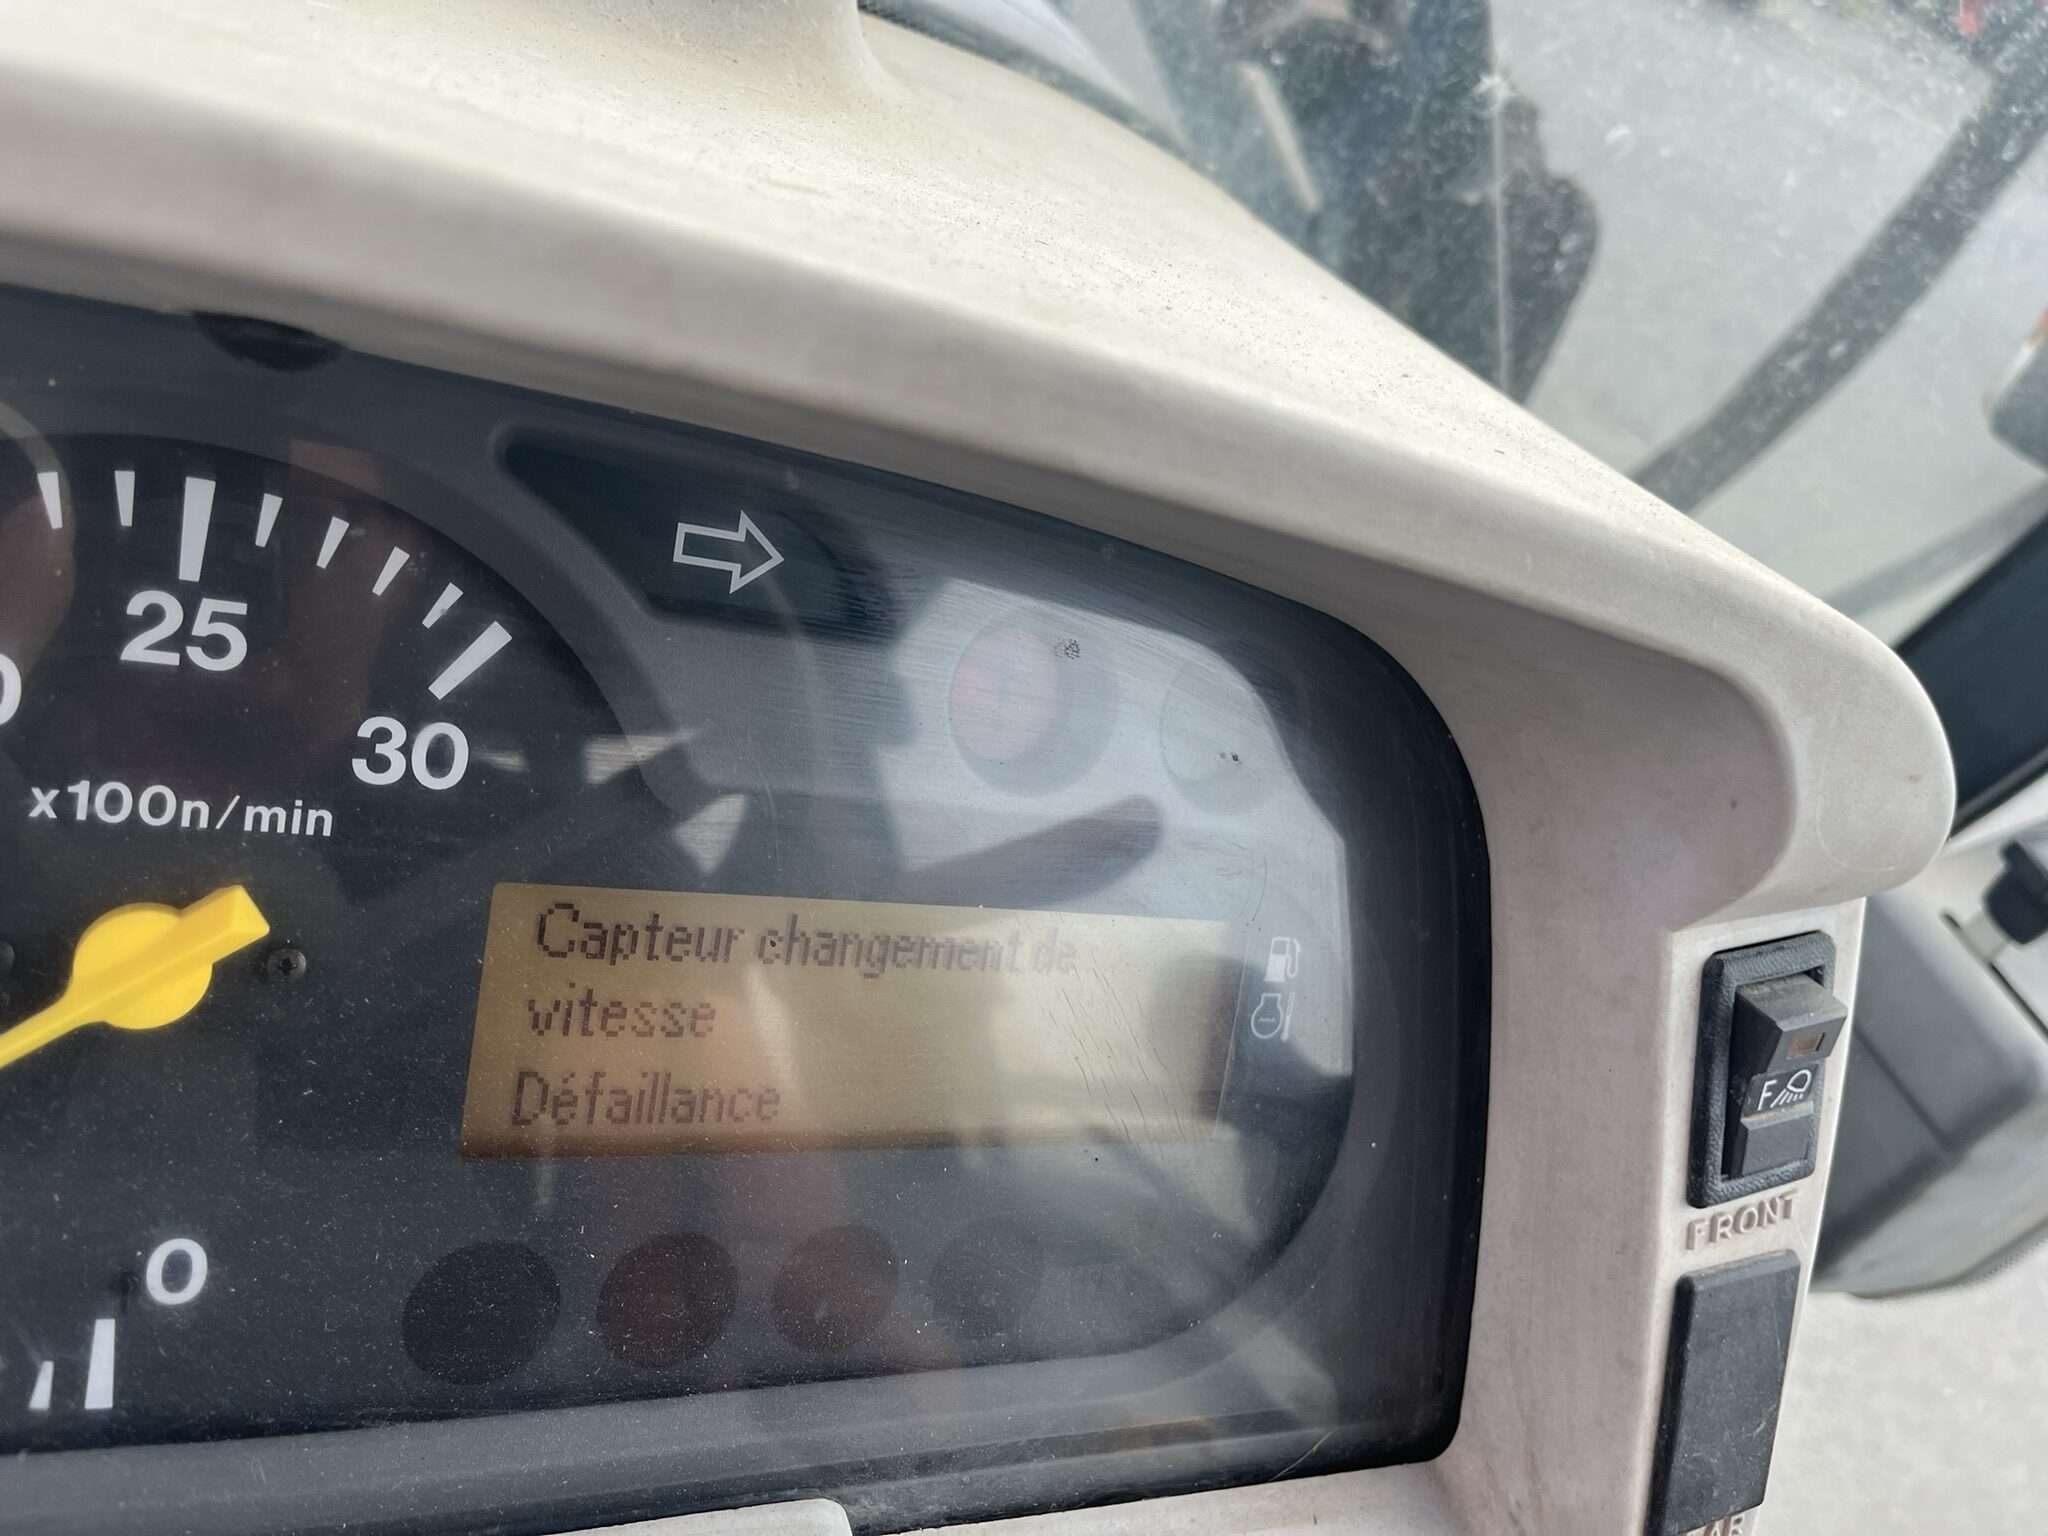 25
30
x100n/min
Capteur changement de
vitesse
Défaillance
0
F
FRONT